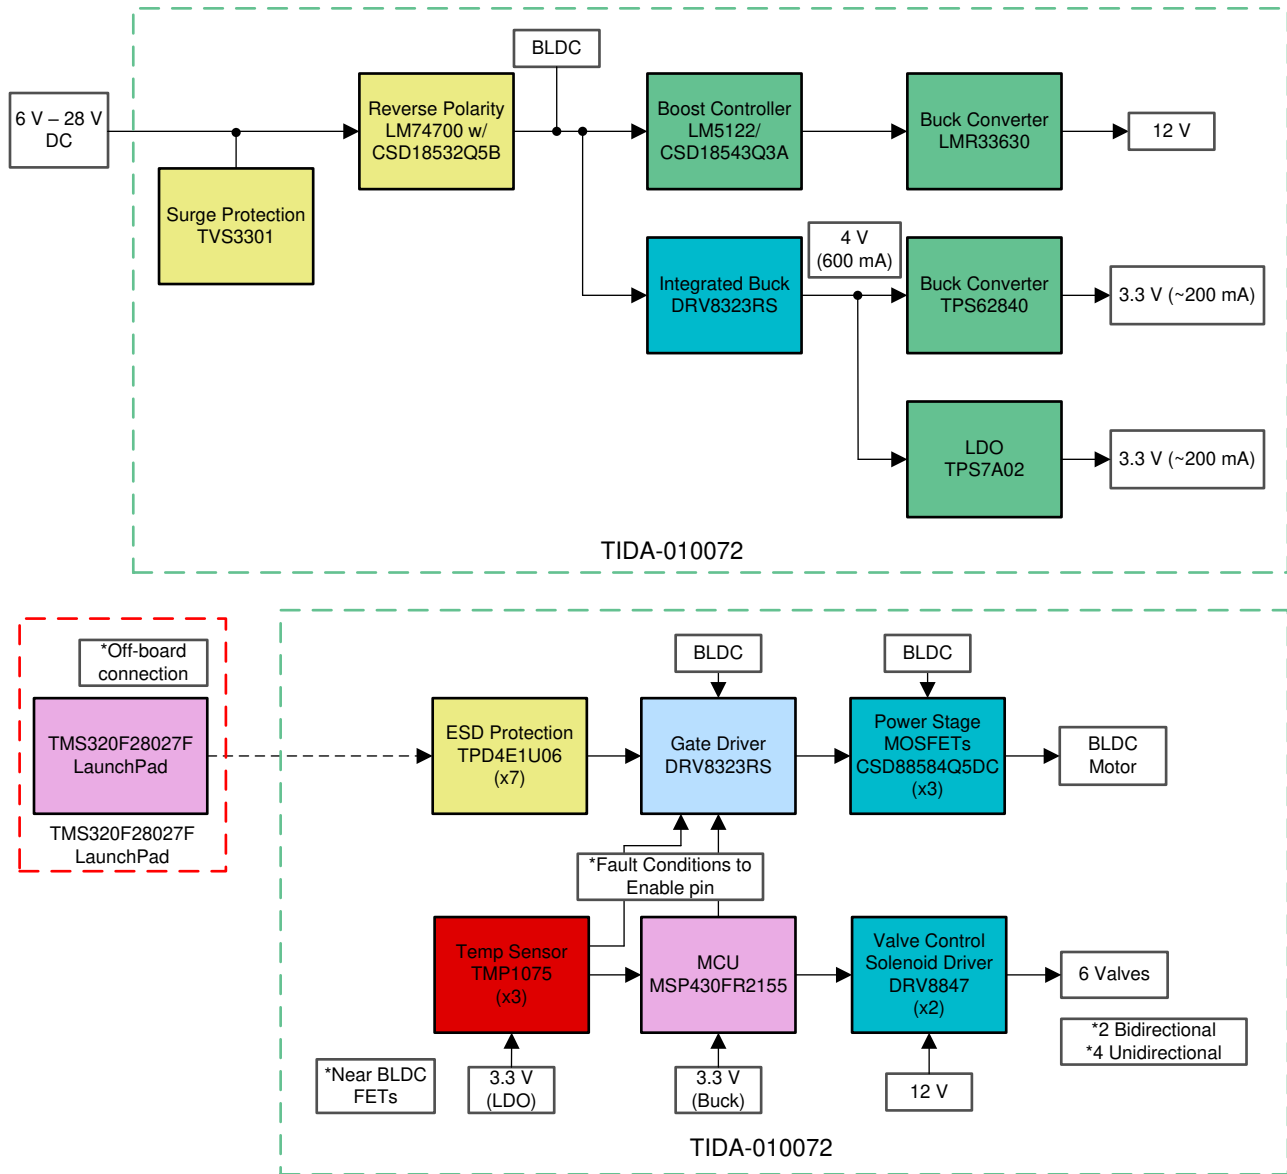 BLDC
6 V – 28 V
DC
Reverse Polarity
LM74700 w/
CSD18532Q5B
Boost Controller
LM5122/
CSD18543Q3A
Buck Converter
LMR33630
12 V
Surge Protection
TVS3301
4 V
(600 mA)
Integrated Buck
DRV8323RS
Buck Converter
TPS62840
3.3 V (~200 mA)
LDO
TPS7A02
3.3 V (~200 mA)
TIDA-010072
*Off-board
connection
TMS320F28027F
LaunchPad
TMS320F28027F
LaunchPad
BLDC
BLDC
ESD Protection
TPD4E1U06
(x7)
Gate Driver
DRV8323RS
Power Stage
MOSFETs
CSD88584Q5DC
(x3)
BLDC
Motor
*Fault Conditions to
Enable pin
Temp Sensor
TMP1075
(x3)
MCU
MSP430FR2155
Valve Control
Solenoid Driver
DRV8847
(x2)
6 Valves
*2 Bidirectional
*4 Unidirectional
*Near BLDC
FETs
3.3 V
(LDO)
3.3 V
(Buck)
12 V
TIDA-010072